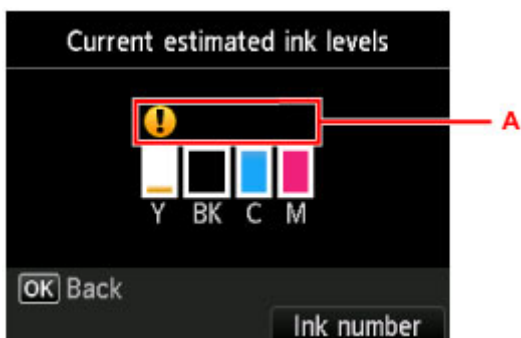 Current estimated ink levels
! A
Y BK C M
OK Back
Ink number